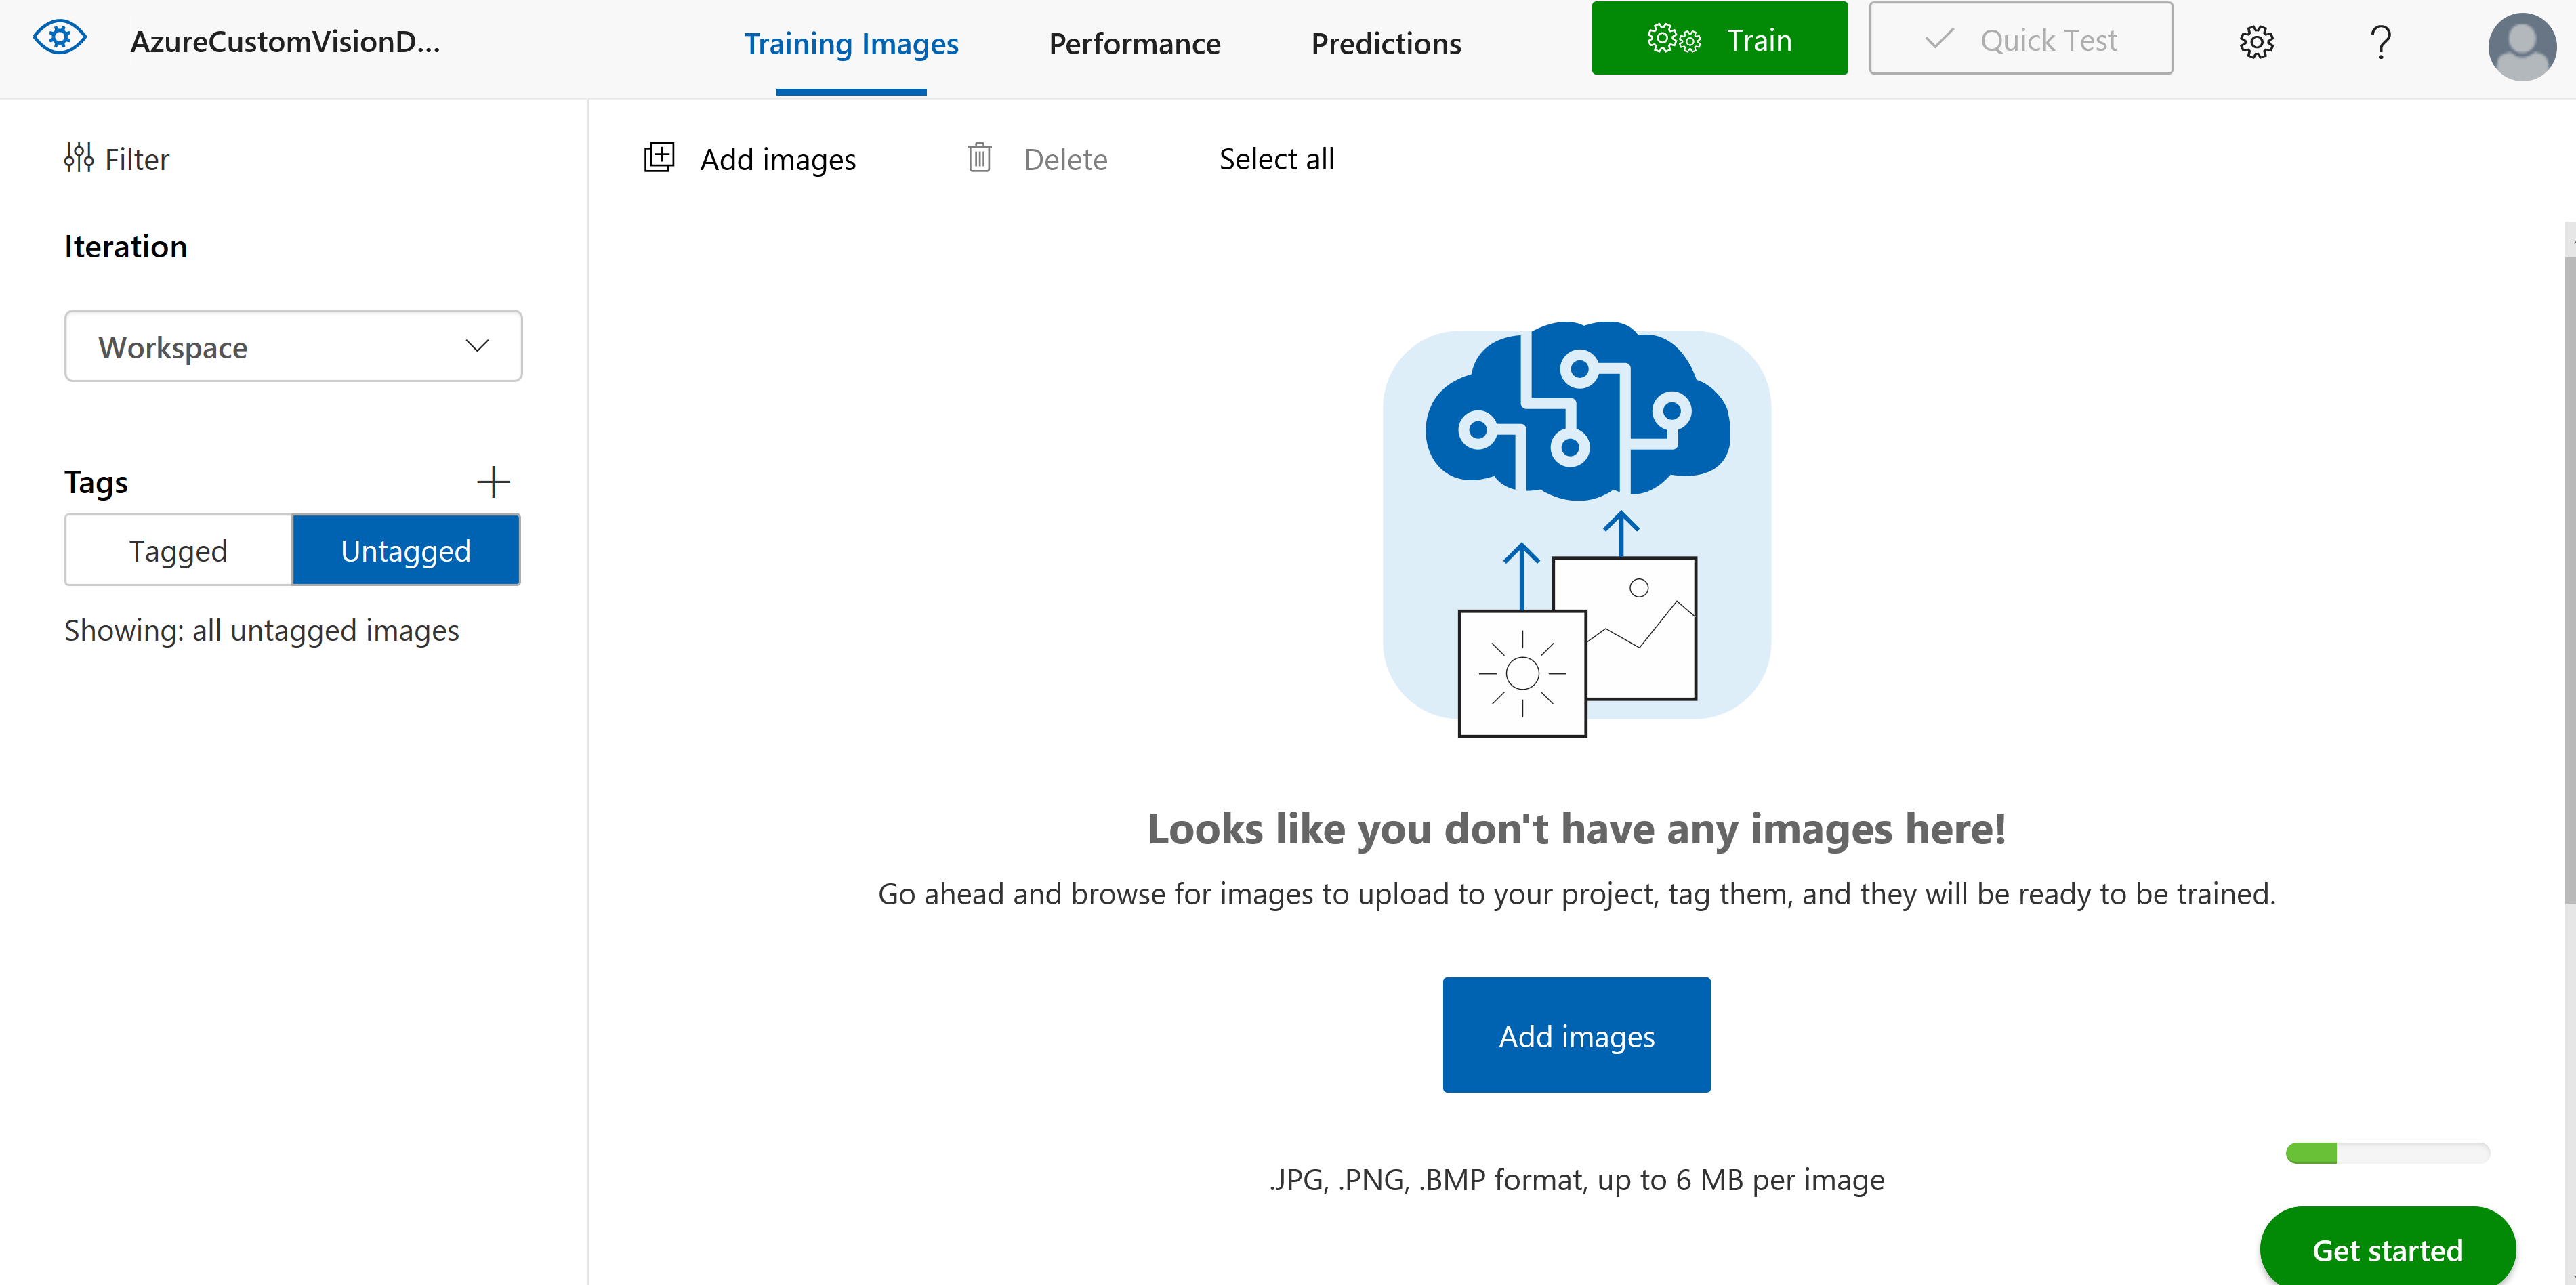 AzureCustomVisionD...
Training Images
Performance
Predictions
Train
Quick Test
?
Filter
Add images
Delete
Select all
Iteration
Workspace
Tags
Tagged
Untagged
Showing: all untagged images
Looks like you don't have any images here!
Go ahead and browse for images to upload to your project, tag them, and they will be ready to be trained.
Add images
.JPG, .PNG, .BMP format, up to 6 MB per image
Get started